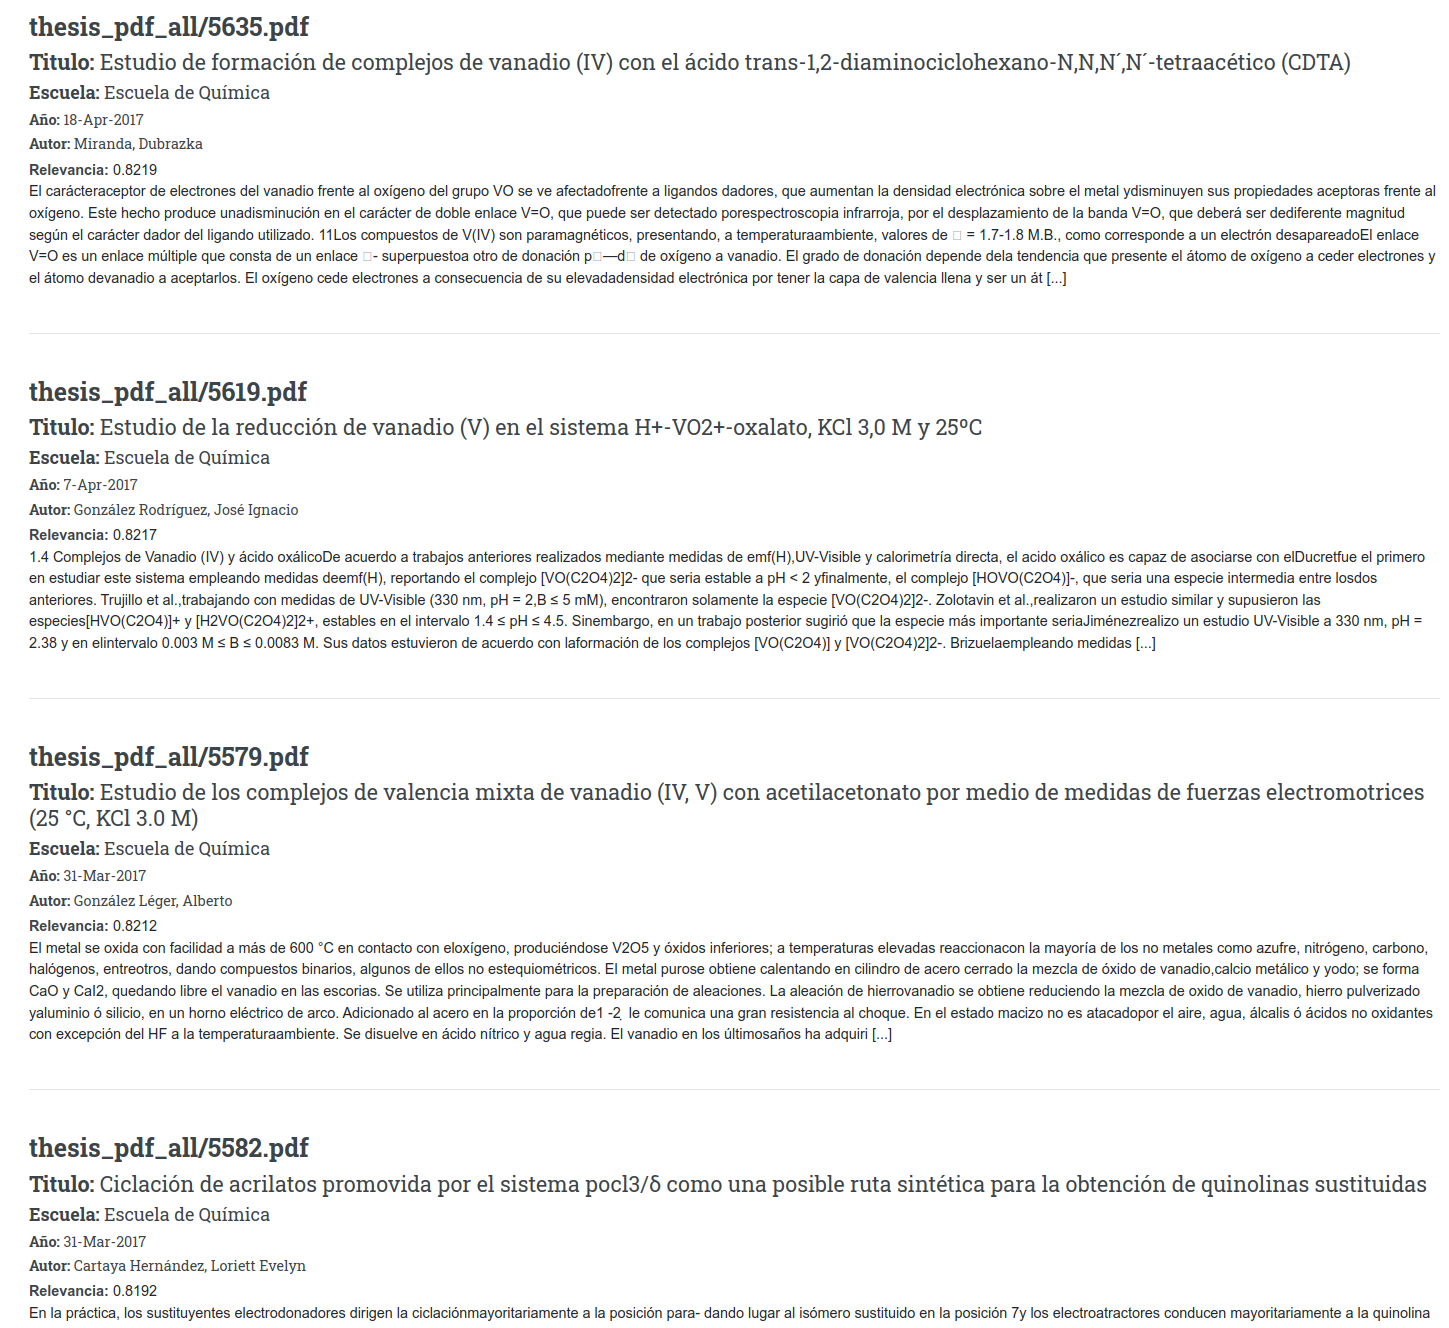 thesis_pdf_all/5635.pdf
Titulo: Estudio de formación de complejos de vanadio (IV) con el ácido trans-1,2-diaminociclohexano-N,N,N´,N´-tetraacético (CDTA)
Escuela: Escuela de Química
Año: 18-Apr-2017
Autor: Miranda, Dubrazka
Relevancia: 0.8219
El carácteraceptor de electrones del vanadio frente al oxígeno del grupo VO se ve afectadofrente a ligandos dadores, que aumentan la densidad electrónica sobre el metal ydisminuyen sus propiedades aceptoras frente al
oxígeno. Este hecho produce unadisminución en el carácter de doble enlace V=O, que puede ser detectado porespectroscopia infrarroja, por el desplazamiento de la banda V=O, que deberá ser dediferente magnitud
según el carácter dador del ligando utilizado. 11Los compuestos de V(IV) son paramagnéticos, presentando, a temperaturaambiente, valores de  = 1.7-1.8 M.B., como corresponde a un electrón desapareadoEl enlace
V=O es un enlace múltiple que consta de un enlace - superpuestoa otro de donación p—d de oxígeno a vanadio. El grado de donación depende dela tendencia que presente el átomo de oxígeno a ceder electrones y
el átomo devanadio a aceptarlos. El oxígeno cede electrones a consecuencia de su elevadadensidad electrónica por tener la capa de valencia llena y ser un át [...]
thesis_pdf_all/5619.pdf
Titulo: Estudio de la reducción de vanadio (V) en el sistema H+-VO2+-oxalato, KCl 3,0 M y 25ºC
Escuela: Escuela de Química
Año: 7-Apr-2017
Autor: González Rodríguez, José Ignacio
Relevancia: 0.8217
1.4 Complejos de Vanadio (IV) y ácido oxálicoDe acuerdo a trabajos anteriores realizados mediante medidas de emf(H),UV-Visible y calorimetría directa, el acido oxálico es capaz de asociarse con elDucretfue el primero
en estudiar este sistema empleando medidas deemf(H), reportando el complejo [VO(C2O4)2]2- que seria estable a pH < 2 yfinalmente, el complejo [HOVO(C2O4)]-, que seria una especie intermedia entre losdos
anteriores. Trujillo et al.,trabajando con medidas de UV-Visible (330 nm, pH = 2,B ≤ 5 mM), encontraron solamente la especie [VO(C2O4)2]2-. Zolotavin et al.,realizaron un estudio similar y supusieron las
especies[HVO(C2O4)]+ y [H2VO(C2O4)2]2+, estables en el intervalo 1.4 ≤ pH ≤ 4.5. Sinembargo, en un trabajo posterior sugirió que la especie más importante seriaJiménezrealizo un estudio UV-Visible a 330 nm, pH =
2.38 y en elintervalo 0.003 M ≤ B ≤ 0.0083 M. Sus datos estuvieron de acuerdo con laformación de los complejos [VO(C2O4)] y [VO(C2O4)2]2-. Brizuelaempleando medidas [...]
thesis_pdf_all/5579.pdf
Titulo: Estudio de los complejos de valencia mixta de vanadio (IV, V) con acetilacetonato por medio de medidas de fuerzas electromotrices
(25 °C, KCl 3.0 M)
Escuela: Escuela de Química
Año: 31-Mar-2017
Autor: González Léger, Alberto
Relevancia: 0.8212
El metal se oxida con facilidad a más de 600 °C en contacto con eloxígeno, produciéndose V2O5 y óxidos inferiores; a temperaturas elevadas reaccionacon la mayoría de los no metales como azufre, nitrógeno, carbono,
halógenos, entreotros, dando compuestos binarios, algunos de ellos no estequiométricos. El metal purose obtiene calentando en cilindro de acero cerrado la mezcla de óxido de vanadio,calcio metálico y yodo; se forma
CaO y CaI2, quedando libre el vanadio en las escorias. Se utiliza principalmente para la preparación de aleaciones. La aleación de hierrovanadio se obtiene reduciendo la mezcla de oxido de vanadio, hierro pulverizado
yaluminio ó silicio, en un horno eléctrico de arco. Adicionado al acero en la proporción de1 -2, le comunica una gran resistencia al choque. En el estado macizo no es atacadopor el aire, agua, álcalis ó ácidos no oxidantes
con excepción del HF a la temperaturaambiente. Se disuelve en ácido nítrico y agua regia. El vanadio en los últimosaños ha adquiri [...]
thesis_pdf_all/5582.pdf
Titulo: Ciclación de acrilatos promovida por el sistema pocl3/δ como una posible ruta sintética para la obtención de quinolinas sustituidas
Escuela: Escuela de Química
Año: 31-Mar-2017
Autor: Cartaya Hernández, Loriett Evelyn
Relevancia: 0.8192
En la práctica, los sustituyentes electrodonadores dirigen la ciclaciónmayoritariamente a la posición para- dando lugar al isómero sustituido en la posición 7y los electroatractores conducen mayoritariamente a la quinolina